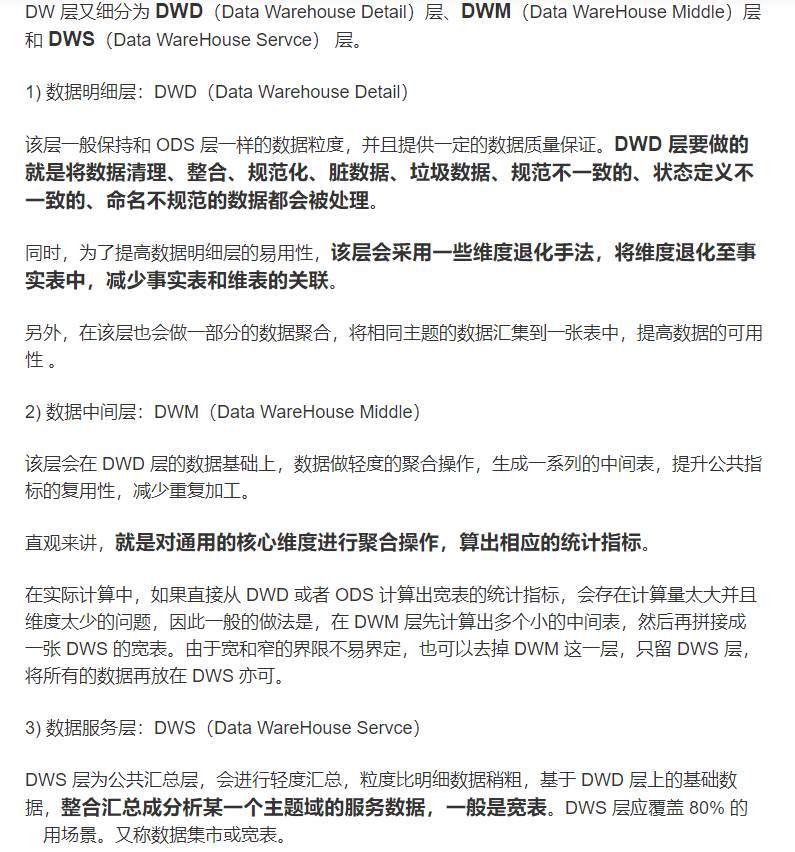 DW 层又细分为 DWD（Data Warehouse Detail）层、DWM（Data WareHouse Middle）层
和 DWS（Data WareHouse Servce） 层。
1) 数据明细层：DWD（Data Warehouse Detail）
该层一般保持和 ODS 层一样的数据粒度，并且提供一定的数据质量保证。DWD 层要做的
就是将数据清理、整合、规范化、脏数据、垃圾数据、规范不一致的、状态定义不
一致的、命名不规范的数据都会被处理。
同时，为了提高数据明细层的易用性，该层会采用一些维度退化手法，将维度退化至事
实表中，减少事实表和维表的关联。
另外，在该层也会做一部分的数据聚合，将相同主题的数据汇集到一张表中，提高数据的可用
性 。
2) 数据中间层：DWM（Data WareHouse Middle）
该层会在 DWD 层的数据基础上，数据做轻度的聚合操作，生成一系列的中间表，提升公共指
标的复用性，减少重复加工。
直观来讲，就是对通用的核心维度进行聚合操作，算出相应的统计指标。
在实际计算中，如果直接从 DWD 或者 ODS 计算出宽表的统计指标，会存在计算量太大并且
维度太少的问题，因此一般的做法是，在 DWM 层先计算出多个小的中间表，然后再拼接成
一张 DWS 的宽表。由于宽和窄的界限不易界定，也可以去掉 DWM 这一层，只留 DWS 层，
将所有的数据再放在 DWS 亦可。
3) 数据服务层：DWS（Data WareHouse Servce）
DWS 层为公共汇总层，会进行轻度汇总，粒度比明细数据稍粗，基于 DWD 层上的基础数
据，整合汇总成分析某一个主题域的服务数据，一般是宽表。DWS 层应覆盖 80% 的
用场景。又称数据集市或宽表。